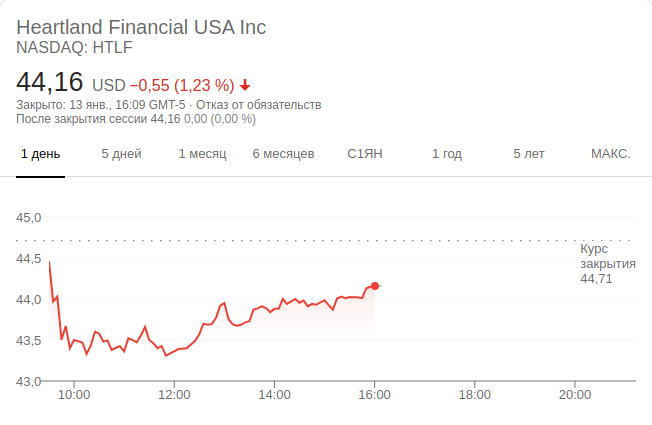 Heartland Financial USA Inc
NASDAQ: HTLF
44,16 USD −0,55 (1,23 %)
Закрыто: 13 янв., 16:09 GMT-5 · Отказ от обязательств
После закрытия сессии 44,16 0,00 (0,00 %)
1 день 5 дней 1 месяц 6 месяцев С1ЯН 1 год 5 лет МАКС.
45,0
Курс
закрытия
44,71
44,5
44,0
43,5
43,0
10:00 12:00 14:00 16:00 18:00 20:00